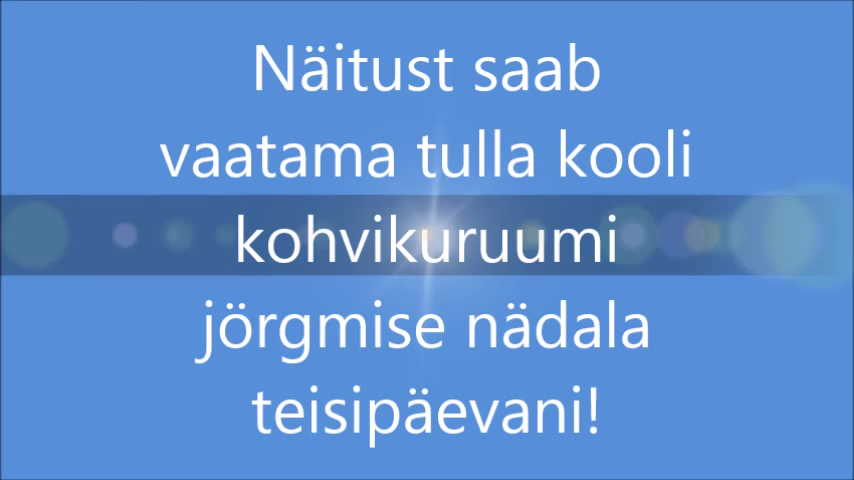 Näitust saab
vaatama tulla kooli
kohvikuruumi
jörgmise nädala
teisipäevani!